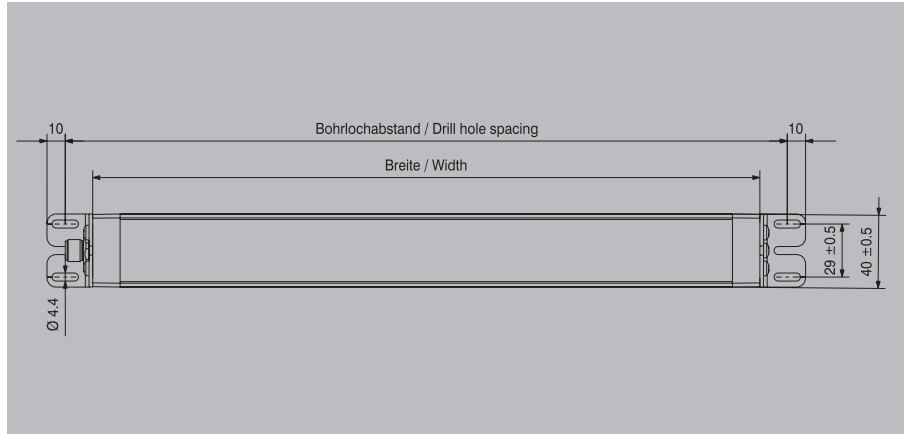 10
Bohrlochabstand / Drill hole spacing
10
Breite / Width
29 ±0.5
40 ±0.5
Ø 4.4